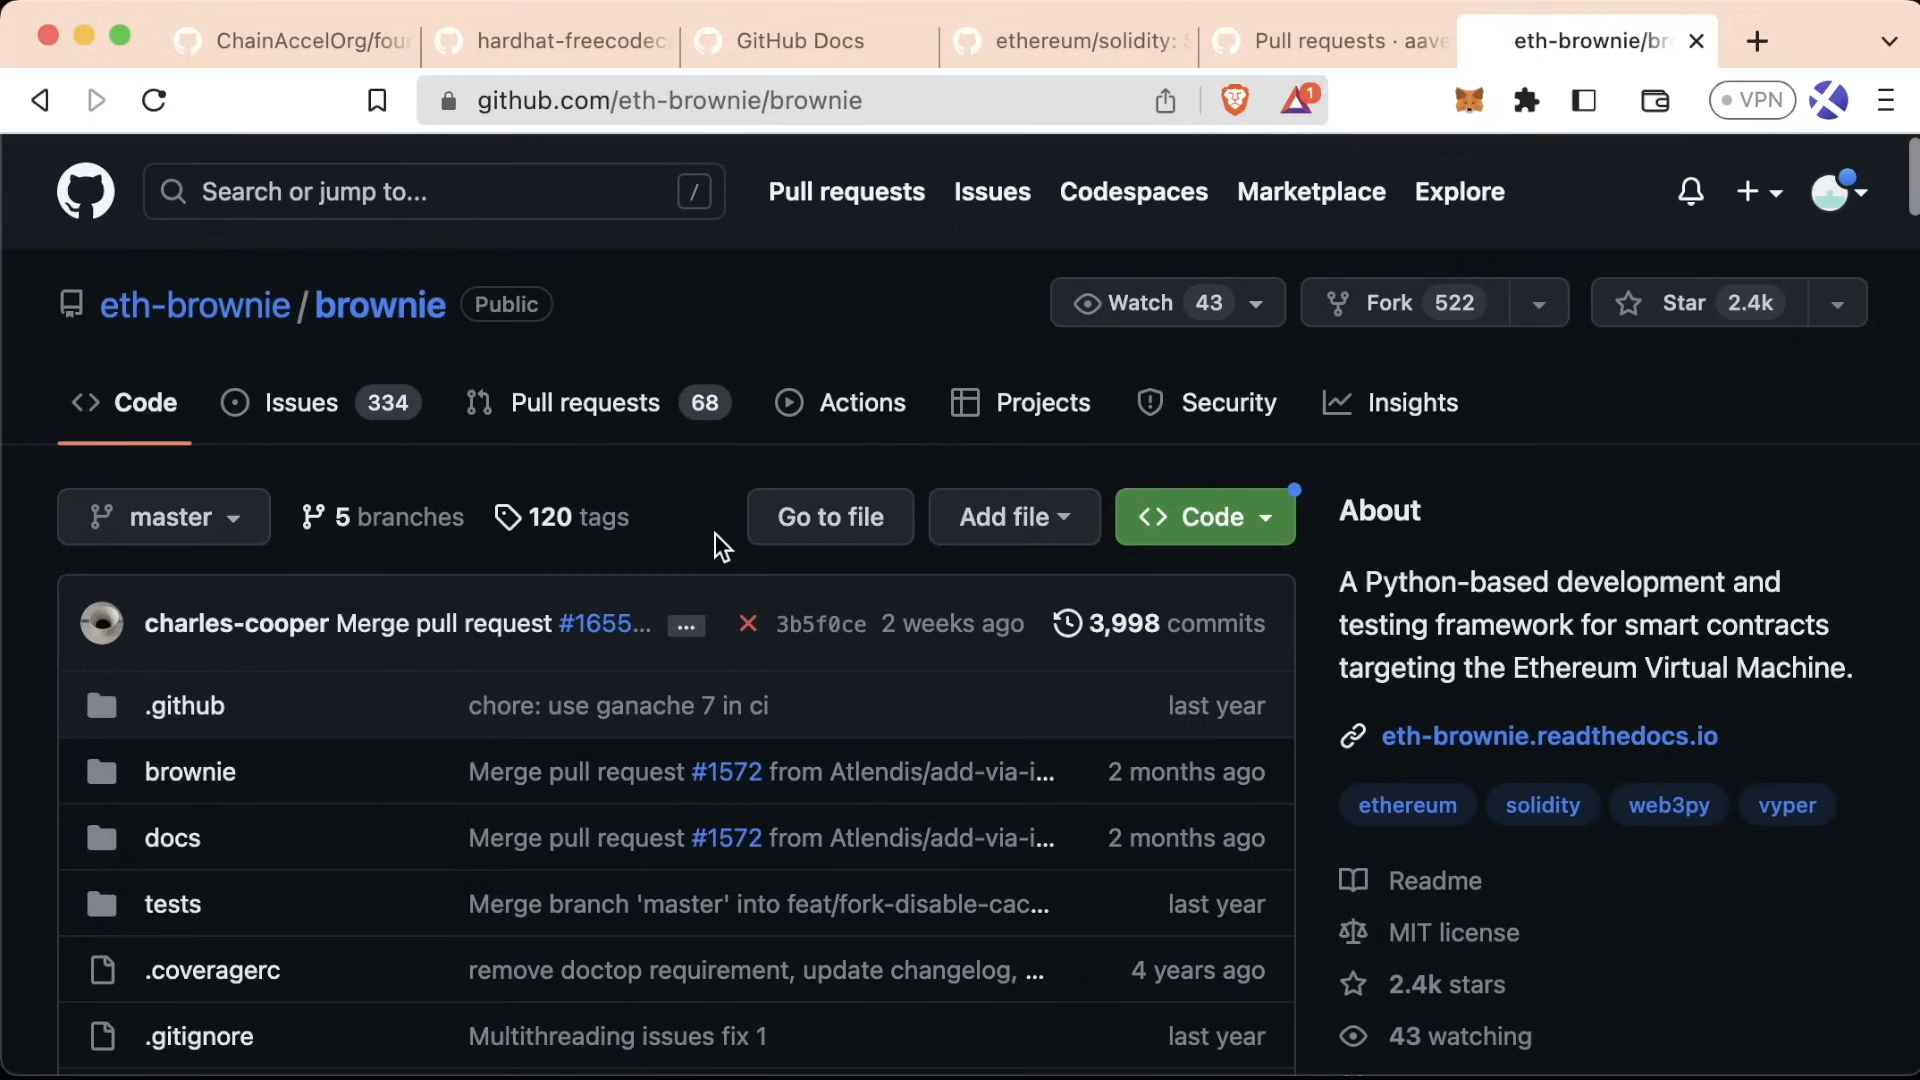 ChainAccelOrg/four
hardhat-freecodec
GitHub Docs
ethereum/solidity: S
Pull requests · aave
eth-brownie/br
github.com/eth-brownie/brownie
1
VPN
Search or jump to...
/
Pull requests
Issues
Codespaces
Marketplace
Explore
eth-brownie / brownie
Public
Watch 43
Fork 522
Star 2.4k
Code
Issues 334
Pull requests 68
Actions
Projects
Security
Insights
master
5 branches
120 tags
Go to file
Add file
Code
charles-cooper Merge pull request #1655... ... 3b5f0ce 2 weeks ago 3,998 commits
.github chore: use ganache 7 in ci last year
brownie Merge pull request #1572 from Atlendis/add-via-i... 2 months ago
docs Merge pull request #1572 from Atlendis/add-via-i... 2 months ago
tests Merge branch 'master' into feat/fork-disable-cac... last year
.coveragerc remove doctop requirement, update changelog, ... 4 years ago
.gitignore Multithreading issues fix 1 last year
About
A Python-based development and
testing framework for smart contracts
targeting the Ethereum Virtual Machine.
eth-brownie.readthedocs.io
ethereum solidity web3py vyper
Readme
MIT license
2.4k stars
43 watching